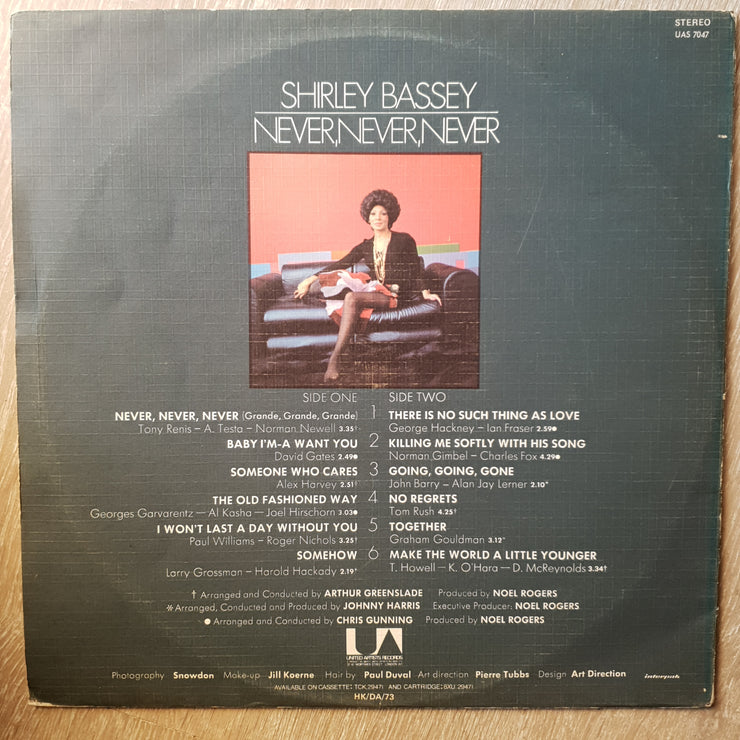 STEREO
UAS 7047
SHIRLEY BASSEY
NEVER,NEVER,NEVER
SIDE ONE
NEVER, NEVER, NEVER (Grande, Grande, Grande)
Tony Renis – A. Testa – Norman Newell 3.35†
BABY I'M-A WANT YOU
David Gates 2.49●
SOMEONE WHO CARES
Alex Harvey 2.51†
THE OLD FASHIONED WAY
Georges Garvarentz — Al Kasha – Joel Hirschorn 3.03●
I WON'T LAST A DAY WITHOUT YOU
Paul Williams – Roger Nichols 3.25†
SOMEHOW
Larry Grossman – Harold Hackady 2.19†
1
2
3
4
5
6
SIDE TWO
THERE IS NO SUCH THING AS LOVE
George Hackney – Ian Fraser 2.59●
KILLING ME SOFTLY WITH HIS SONG
Norman Gimbel – Charles Fox 4.29●
GOING, GOING, GONE
John Barry – Alan Jay Lerner 2.10*
NO REGRETS
Tom Rush 4.25†
TOGETHER
Graham Gouldman 3.12*
MAKE THE WORLD A LITTLE YOUNGER
T. Howell – K. O'Hara — D. McReynolds 3.34†
† Arranged and Conducted by ARTHUR GREENSLADE Produced by NOEL ROGERS
* Arranged, Conducted and Produced by JOHNNY HARRIS Executive Producer: NOEL ROGERS
● Arranged and Conducted by CHRIS GUNNING Produced by NOEL ROGERS
UA
UNITED ARTISTS RECORDS
Photography Snowdon Make-up Jill Koerne Hair by Paul Duval Art direction Pierre Tubbs Design Art Direction interpak
AVAILABLE ON CASSETTE: TCK.29471 AND CARTRIDGE: 8XU 29471
HK/DA/73